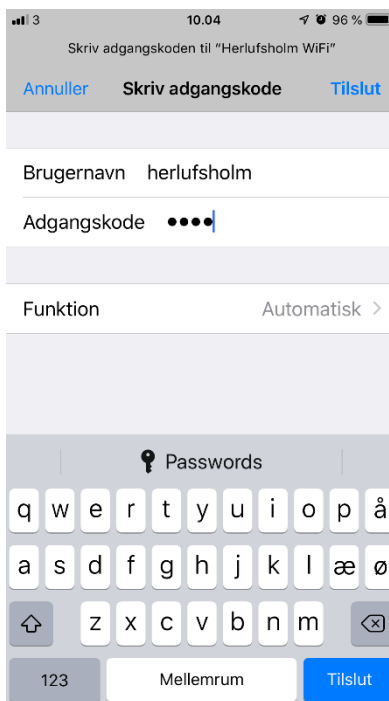 3 10.04 96 %
Skriv adgangskoden til “Herlufsholm WiFi”
Annuller Skriv adgangskode Tilslut
Brugernavn herlufsholm
Adgangskode ••••
Funktion Automatisk >
Passwords
q w e r t y u i o p å
a s d f g h j k l æ ø
z x c v b n m
123 Mellemrum Tilslut